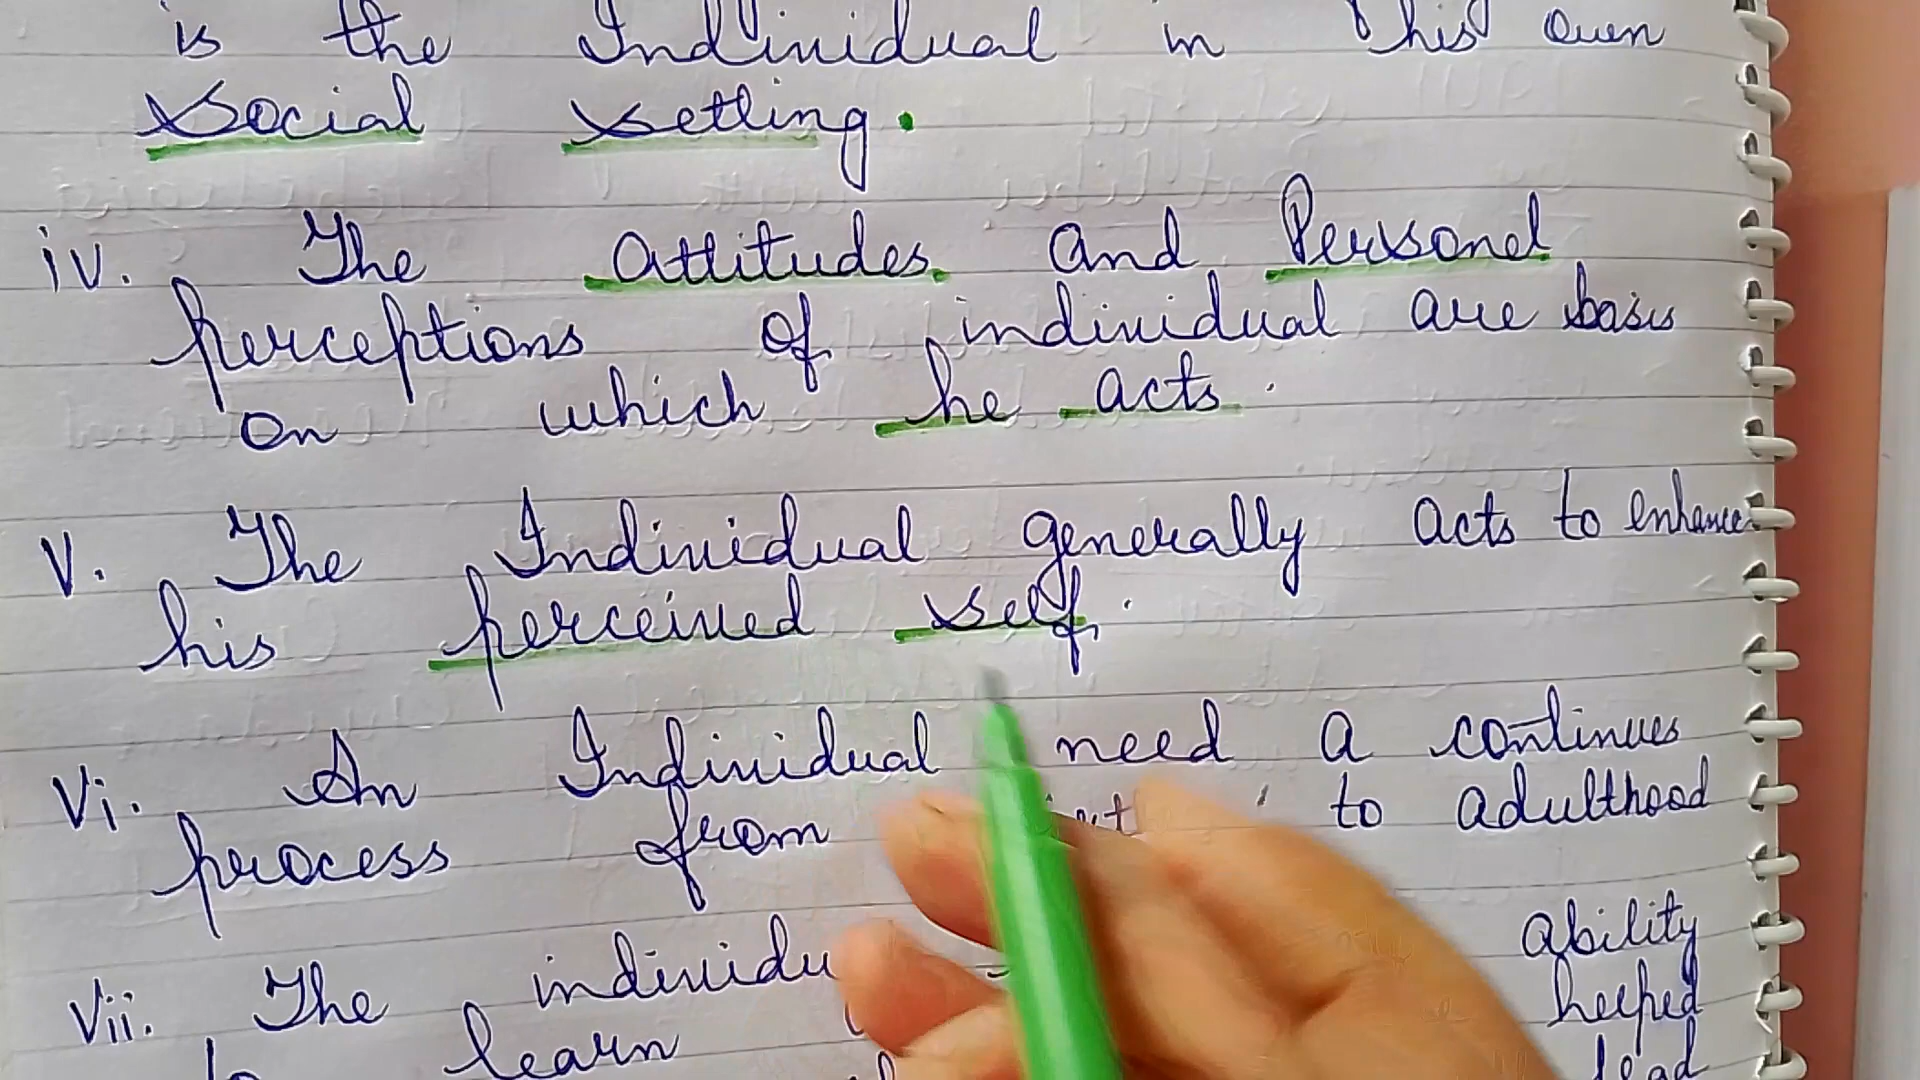 is the Individual in his own
Social setting.
iv. The attitudes and Personal
perceptions of individual are basis
on which he acts.
v. The Individual generally acts to enhance
his perceived self.
Vi. An Individual need a continues
process from to adulthood
Vii. The ability
to learn helped
lead